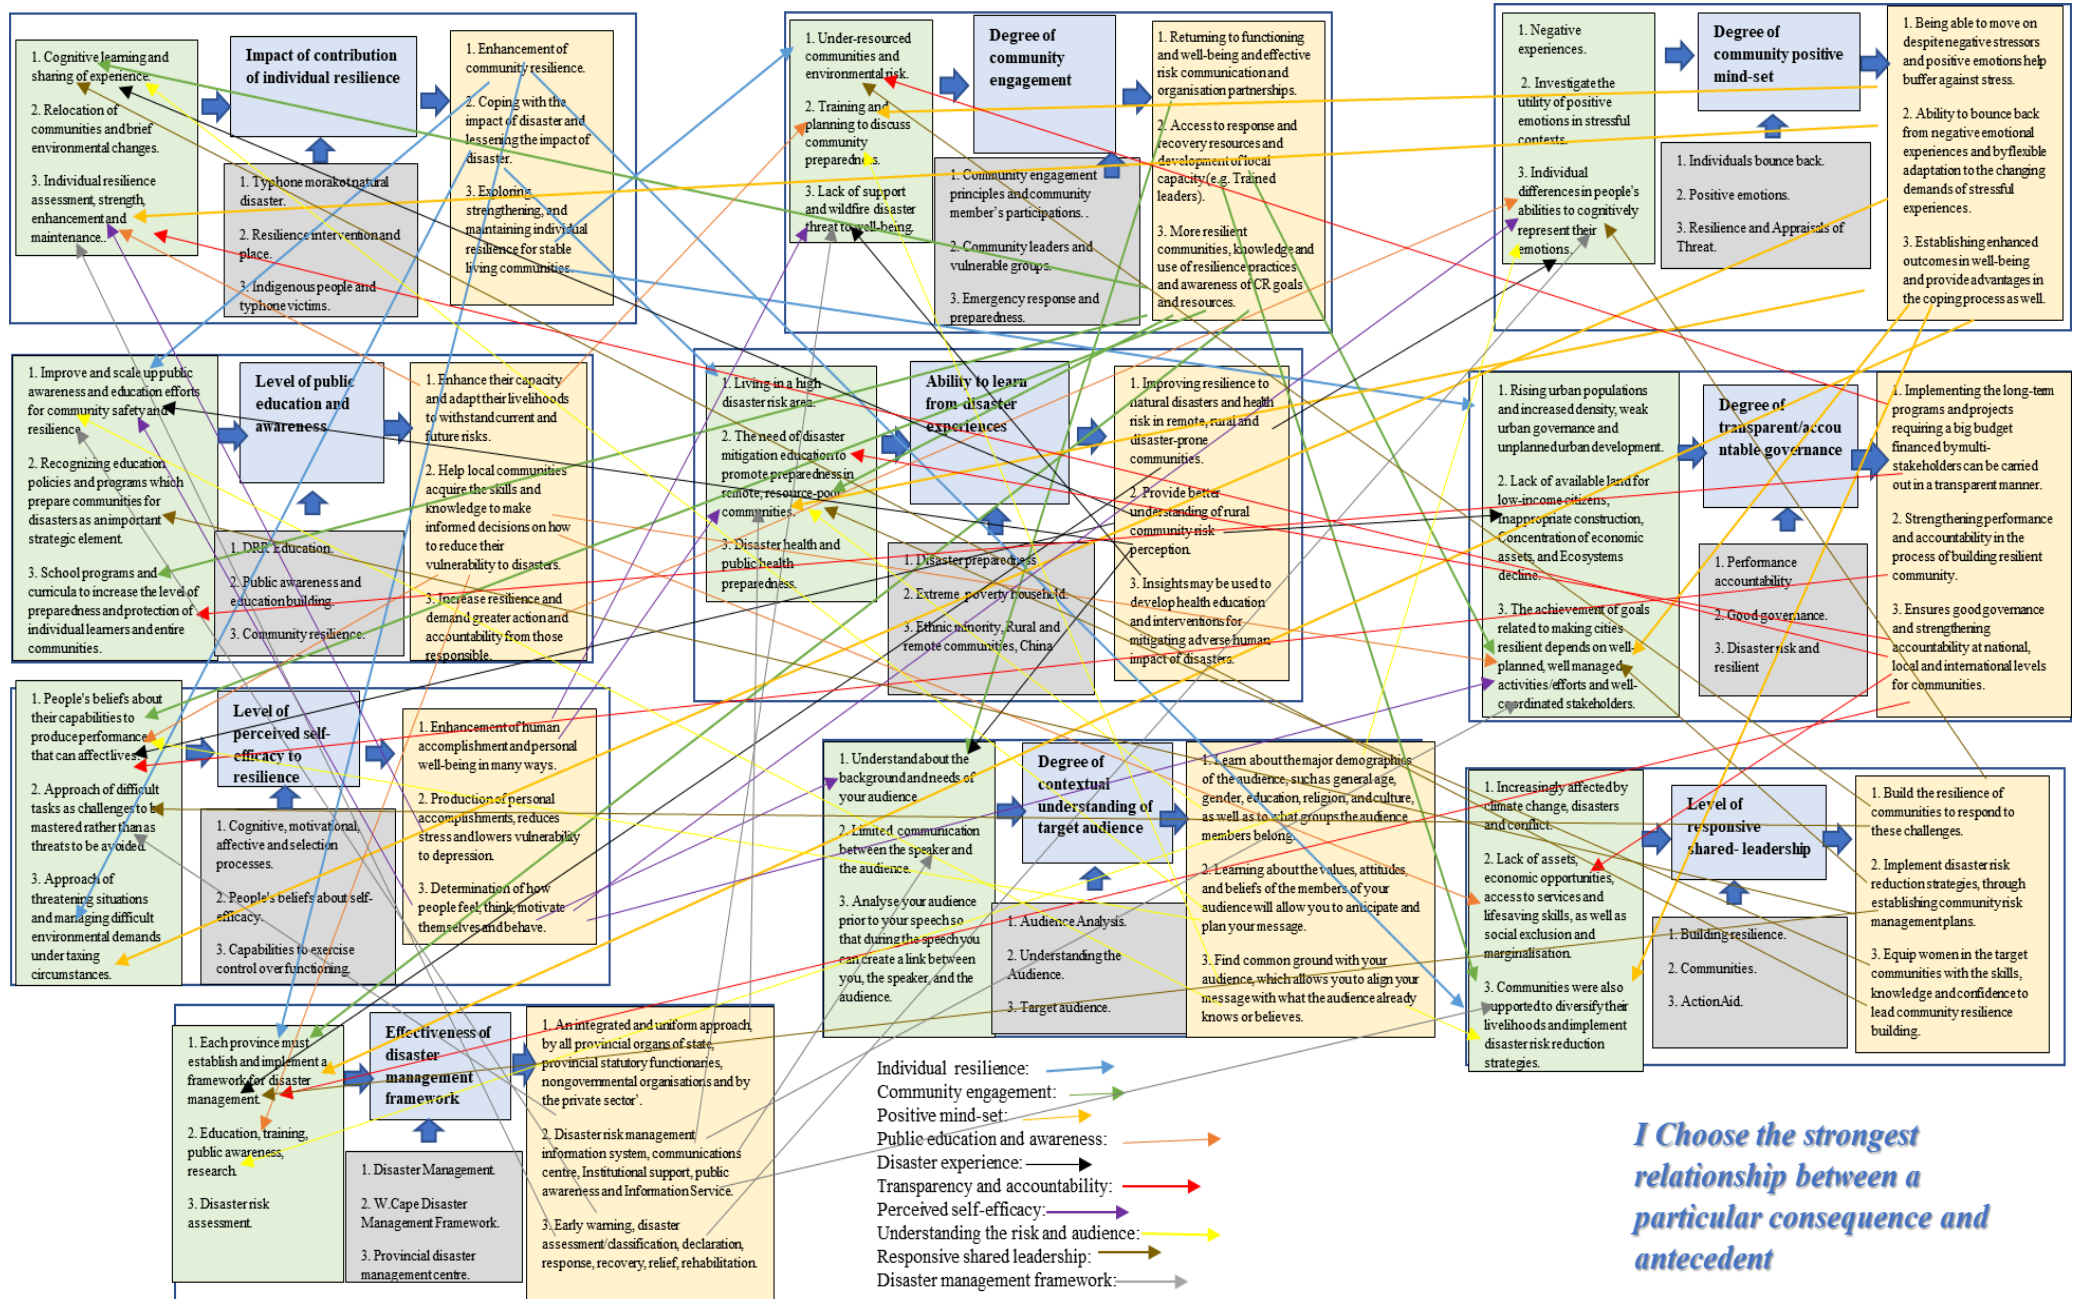 1. Cognitive learning and
sharing of experience.
2. Relocation of
communities and brief
environmental changes.
3. Individual resilience
assessment, strength,
enhancement and
maintenance..
Impact of contribution
of individual resilience
1. Typhone morakot natural
disaster.
2. Resilience intervention and
place.
3. Indigenous people and
typhone victims.
1. Enhancement of
community resilience.
2. Coping with the
impact of disaster and
lessening the impact of
disaster.
3. Exploring
strengthening, and
maintaining individual
resilience for stable
living communities.
1. Under-resourced
communities and
environmental risk.
2. Training and
planning to discuss
community
preparedness.
3. Lack of support
and wildfire disaster
threat to well-being.
Degree of
community
engagement
1. Community engagement
principles and community
member's participations. .
2. Community leaders and
vulnerable groups.
3. Emergency response and
preparedness.
1. Returning to functioning
and well-being and effective
risk communication and
organisation partnerships.
2. Access to response and
recovery resources and
development of local
capacity (e.g. Trained
leaders).
3. More resilient
communities, knowledge and
use of resilience practices
and awareness of CR goals
and resources.
1. Negative
experiences.
2. Investigate the
utility of positive
emotions in stressful
contexts.
3. Individual
differences in people's
abilities to cognitively
represent their
emotions.
Degree of
community positive
mind-set
1. Individuals bounce back.
2. Positive emotions.
3. Resilience and Appraisals of
Threat.
1. Being able to move on
despite negative stressors
and positive emotions help
buffer against stress.
2. Ability to bounce back
from negative emotional
experiences and by flexible
adaptation to the changing
demands of stressful
experiences.
3. Establishing enhanced
outcomes in well-being
and provide advantages in
the coping process as well.
1. Improve and scale up public
awareness and education efforts
for community safety and
resilience.
2. Recognizing education
policies and programs which
prepare communities for
disasters as an important
strategic element.
3. School programs and
curricula to increase the level of
preparedness and protection of
individual learners and entire
communities.
Level of public
education and
awareness
1. DRR Education.
2. Public awareness and
education building.
3. Community resilience.
1. Enhance their capacity
and adapt their livelihoods
to withstand current and
future risks.
2. Help local communities
acquire the skills and
knowledge to make
informed decisions on how
to reduce their
vulnerability to disasters.
3. Increase resilience and
demand greater action and
accountability from those
responsible.
1. Living in a high
disaster risk area.
2. The need of disaster
mitigation education to
promote preparedness in
remote, resource-poor
communities.
3. Disaster health and
public health
preparedness.
Ability to learn
from disaster
experiences
1. Disaster preparedness
2. Extreme poverty household.
3. Ethnic minority, Rural and
remote communities, China
1. Improving resilience to
natural disasters and health
risk in remote, rural and
disaster-prone
communities.
2. Provide better
understanding of rural
community risk
perception.
3. Insights may be used to
develop health education
and interventions for
mitigating adverse human
impact of disasters.
1. Rising urban populations
and increased density, weak
urban governance and
unplanned urban development.
2. Lack of available land for
low-income citizens,
Inappropriate construction,
Concentration of economic
assets, and Ecosystems
decline.
3. The achievement of goals
related to making cities
resilient depends on well-
planned, well managed
activities/efforts and well-
coordinated stakeholders.
Degree of
transparent/accou
ntable governance
1. Performance
accountability.
2. Good governance.
3. Disaster risk and
resilient
1. Implementing the long-term
programs and projects
requiring a big budget
financed by multi-
stakeholders can be carried
out in a transparent manner.
2. Strengthening performance
and accountability in the
process of building resilient
community.
3. Ensures good governance
and strengthening
accountability at national,
local and international levels
for communities.
1. People's beliefs about
their capabilities to
produce performance
that can affect lives.
2. Approach of difficult
tasks as challenges to be
mastered rather than as
threats to be avoided.
3. Approach of
threatening situations
and managing difficult
environmental demands
under taxing
circumstances.
Level of
perceived self-
efficacy to
resilience
1. Cognitive, motivational,
affective and selection
processes.
2. People's beliefs about self-
efficacy.
3. Capabilities to exercise
control over functioning.
1. Enhancement of human
accomplishment and personal
well-being in many ways.
2. Production of personal
accomplishments, reduces
stress and lowers vulnerability
to depression.
3. Determination of how
people feel, think, motivate
themselves and behave.
1. Understand about the
background and needs of
your audience
2. Limited communication
between the speaker and
the audience.
3. Analyse your audience
prior to your speech so
that during the speech you
can create a link between
you, the speaker, and the
audience.
Degree of
contextual
understanding of
target audience
1. Audience Analysis.
2. Understanding the
Audience.
3. Target audience.
1. Learn about the major demographics
of the audience, such as general age,
gender, education, religion, and culture,
as well as to what groups the audience
members belong.
2. Learning about the values, attitudes,
and beliefs of the members of your
audience will allow you to anticipate and
plan your message.
3. Find common ground with your
audience, which allows you to align your
message with what the audience already
knows or believes.
1. Increasingly affected by
climate change, disasters
and conflict.
2. Lack of assets,
economic opportunities,
access to services and
lifesaving skills, as well as
social exclusion and
marginalisation.
3. Communities were also
supported to diversify their
livelihoods and implement
disaster risk reduction
strategies.
Level of
responsive
shared- leadership
1. Building resilience.
2. Communities.
3. ActionAid.
1. Build the resilience of
communities to respond to
these challenges.
2. Implement disaster risk
reduction strategies, through
establishing community risk
management plans.
3. Equip women in the target
communities with the skills,
knowledge and confidence to
lead community resilience
building.
1. Each province must
establish and implement a
framework for disaster
management.
2. Education, training,
public awareness,
research.
3. Disaster risk
assessment.
Effectiveness of
disaster
management
framework
1. Disaster Management.
2. W.Cape Disaster
Management Framework.
3. Provincial disaster
management centre.
1. An integrated and uniform approach,
by all provincial organs of state,
provincial statutory functionaries,
nongovernmental organisations and by
the private sector'.
2. Disaster risk management
information system, communications
centre, Institutional support, public
awareness and Information Service.
3. Early warning, disaster
assessment/classification, declaration,
response, recovery, relief, rehabilitation.
Individual resilience:
Community engagement:
Positive mind-set:
Public education and awareness:
Disaster experience:
Transparency and accountability:
Perceived self-efficacy:
Understanding the risk and audience:
Responsive shared leadership:
Disaster management framework:
I Choose the strongest
relationship between a
particular consequence and
antecedent